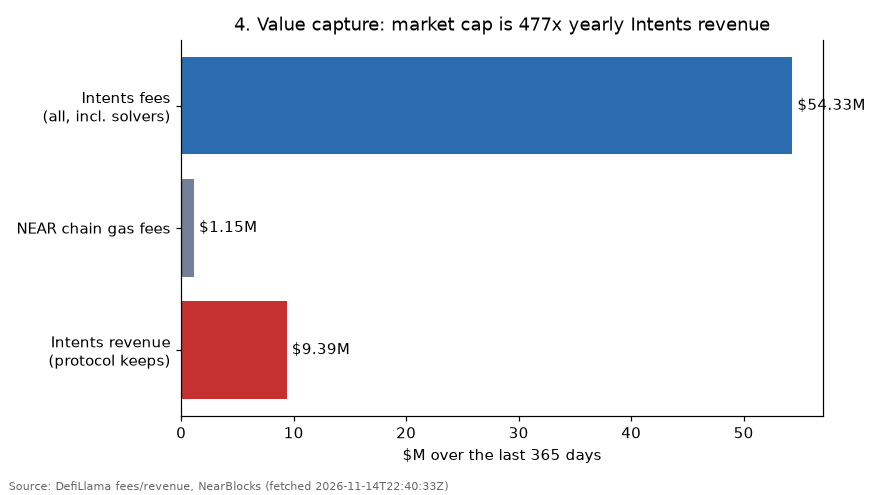 4. Value capture: market cap is 477x yearly Intents revenue
Intents fees
(all, incl. solvers)
$54.33M
NEAR chain gas fees
$1.15M
Intents revenue
(protocol keeps)
$9.39M
0 10 20 30 40 50
$M over the last 365 days
Source: DefiLlama fees/revenue, NearBlocks (fetched 2026-11-14T22:40:33Z)